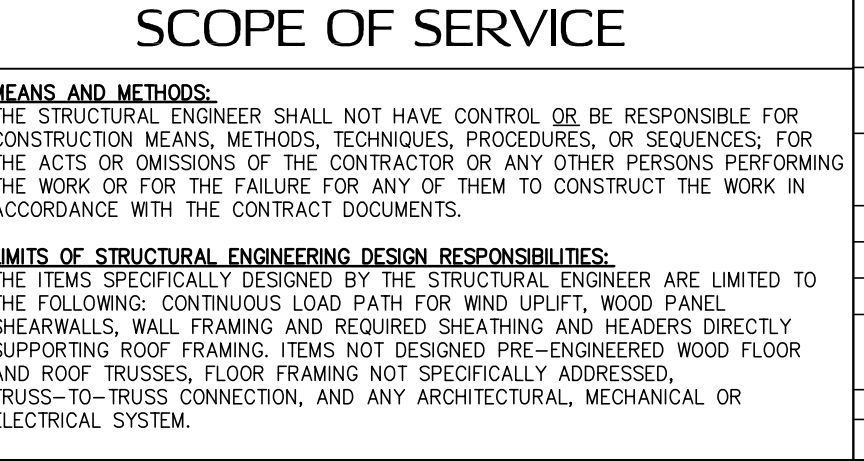 SCOPE OF SERVICE
MEANS AND METHODS:
THE STRUCTURAL ENGINEER SHALL NOT HAVE CONTROL OR BE RESPONSIBLE FOR
CONSTRUCTION MEANS, METHODS, TECHNIQUES, PROCEDURES, OR SEQUENCES; FOR
THE ACTS OR OMISSIONS OF THE CONTRACTOR OR ANY OTHER PERSONS PERFORMING
THE WORK OR FOR THE FAILURE FOR ANY OF THEM TO CONSTRUCT THE WORK IN
ACCORDANCE WITH THE CONTRACT DOCUMENTS.
LIMITS OF STRUCTURAL ENGINEERING DESIGN RESPONSIBILITIES:
THE ITEMS SPECIFICALLY DESIGNED BY THE STRUCTURAL ENGINEER ARE LIMITED TO
THE FOLLOWING: CONTINUOUS LOAD PATH FOR WIND UPLIFT, WOOD PANEL
SHEARWALLS, WALL FRAMING AND REQUIRED SHEATHING AND HEADERS DIRECTLY
SUPPORTING ROOF FRAMING. ITEMS NOT DESIGNED PRE-ENGINEERED WOOD FLOOR
AND ROOF TRUSSES, FLOOR FRAMING NOT SPECIFICALLY ADDRESSED,
TRUSS-TO-TRUSS CONNECTION, AND ANY ARCHITECTURAL, MECHANICAL OR
ELECTRICAL SYSTEM.